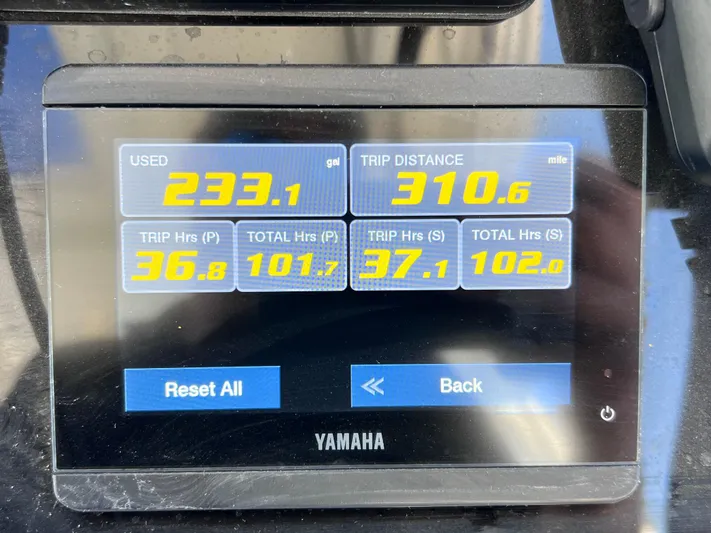 USED gal TRIP DISTANCE mile
233.1 310.6
TRIP Hrs (P) TOTAL Hrs (P) TRIP Hrs (S) TOTAL Hrs (S)
36.8 101.7 37.1 102.0
Reset All Back
YAMAHA